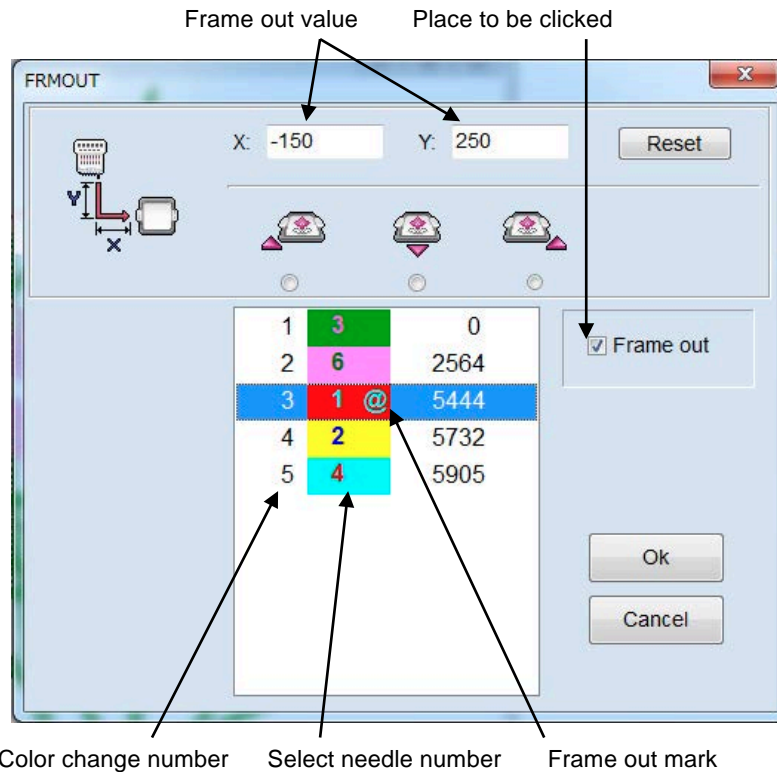 Frame out value Place to be clicked
FRMOUT
x
X: -150 Y: 250 Reset
Y
X
1 3 0
2 6 2564
3 1 @ 5444
4 2 5732
5 4 5905
Frame out
Ok
Cancel
Color change number Select needle number Frame out mark